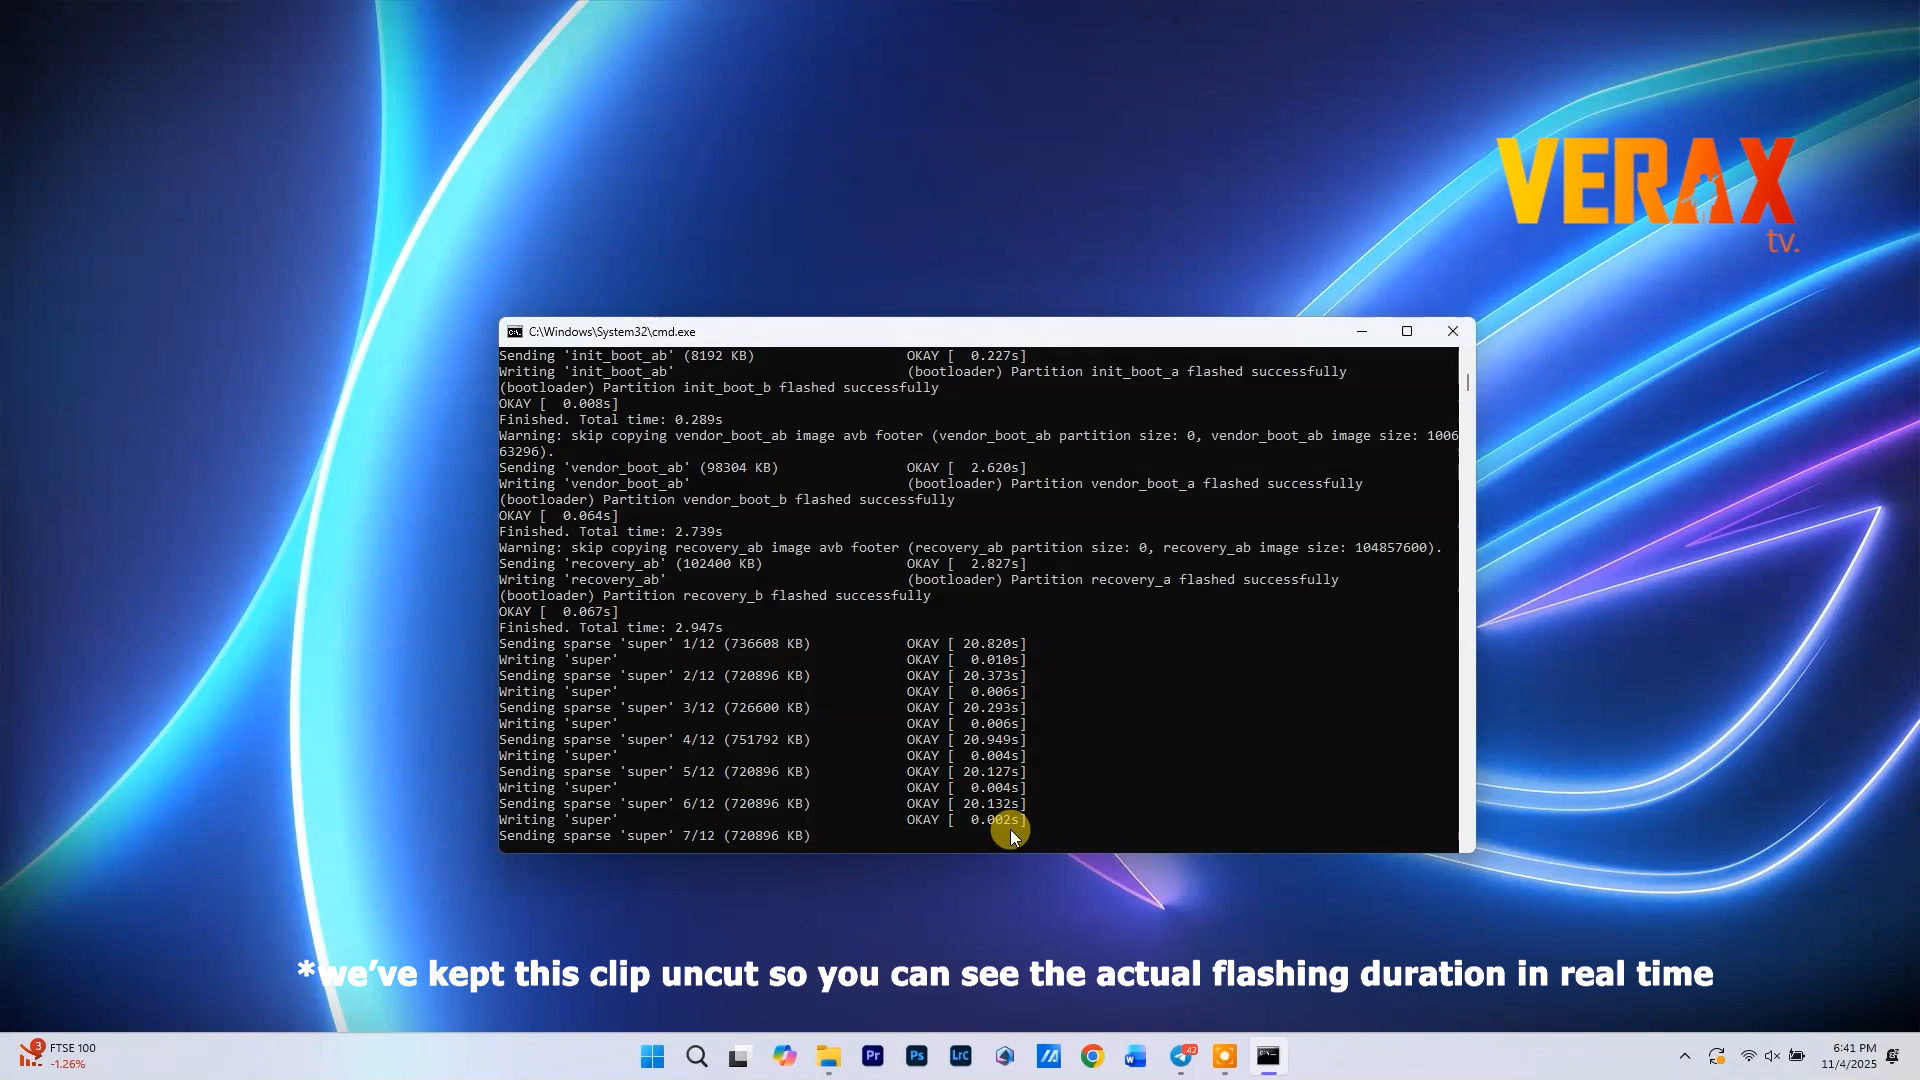 VERAX
tv.
C:\Windows\System32\cmd.exe
Sending 'init_boot_ab' (8192 KB) OKAY [ 0.227s]
Writing 'init_boot_ab' (bootloader) Partition init_boot_a flashed successfully
(bootloader) Partition init_boot_b flashed successfully
OKAY [ 0.008s]
Finished. Total time: 0.289s
Warning: skip copying vendor_boot_ab image avb footer (vendor_boot_ab partition size: 0, vendor_boot_ab image size: 1006
63296).
Sending 'vendor_boot_ab' (98304 KB) OKAY [ 2.620s]
Writing 'vendor_boot_ab' (bootloader) Partition vendor_boot_a flashed successfully
(bootloader) Partition vendor_boot_b flashed successfully
OKAY [ 0.064s]
Finished. Total time: 2.739s
Warning: skip copying recovery_ab image avb footer (recovery_ab partition size: 0, recovery_ab image size: 104857600).
Sending 'recovery_ab' (102400 KB) OKAY [ 2.827s]
Writing 'recovery_ab' (bootloader) Partition recovery_a flashed successfully
(bootloader) Partition recovery_b flashed successfully
OKAY [ 0.067s]
Finished. Total time: 2.947s
Sending sparse 'super' 1/12 (736608 KB) OKAY [ 20.820s]
Writing 'super' OKAY [ 0.010s]
Sending sparse 'super' 2/12 (720896 KB) OKAY [ 20.373s]
Writing 'super' OKAY [ 0.006s]
Sending sparse 'super' 3/12 (726600 KB) OKAY [ 20.293s]
Writing 'super' OKAY [ 0.006s]
Sending sparse 'super' 4/12 (751792 KB) OKAY [ 20.949s]
Writing 'super' OKAY [ 0.004s]
Sending sparse 'super' 5/12 (720896 KB) OKAY [ 20.127s]
Writing 'super' OKAY [ 0.004s]
Sending sparse 'super' 6/12 (720896 KB) OKAY [ 20.132s]
Writing 'super' OKAY [ 0.002s]
Sending sparse 'super' 7/12 (720896 KB)
*we've kept this clip uncut so you can see the actual flashing duration in real time
3
FTSE 100
-1.26%
Pr
Ps
LrC
W
42
6:41 PM
11/4/2025